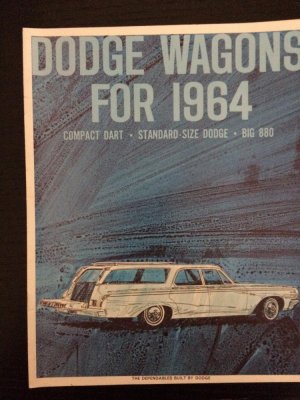 DODGE WAGONS
FOR 1964
COMPACT DART • STANDARD-SIZE DODGE • BIG 880
THE DEPENDABLES BUILT BY DODGE